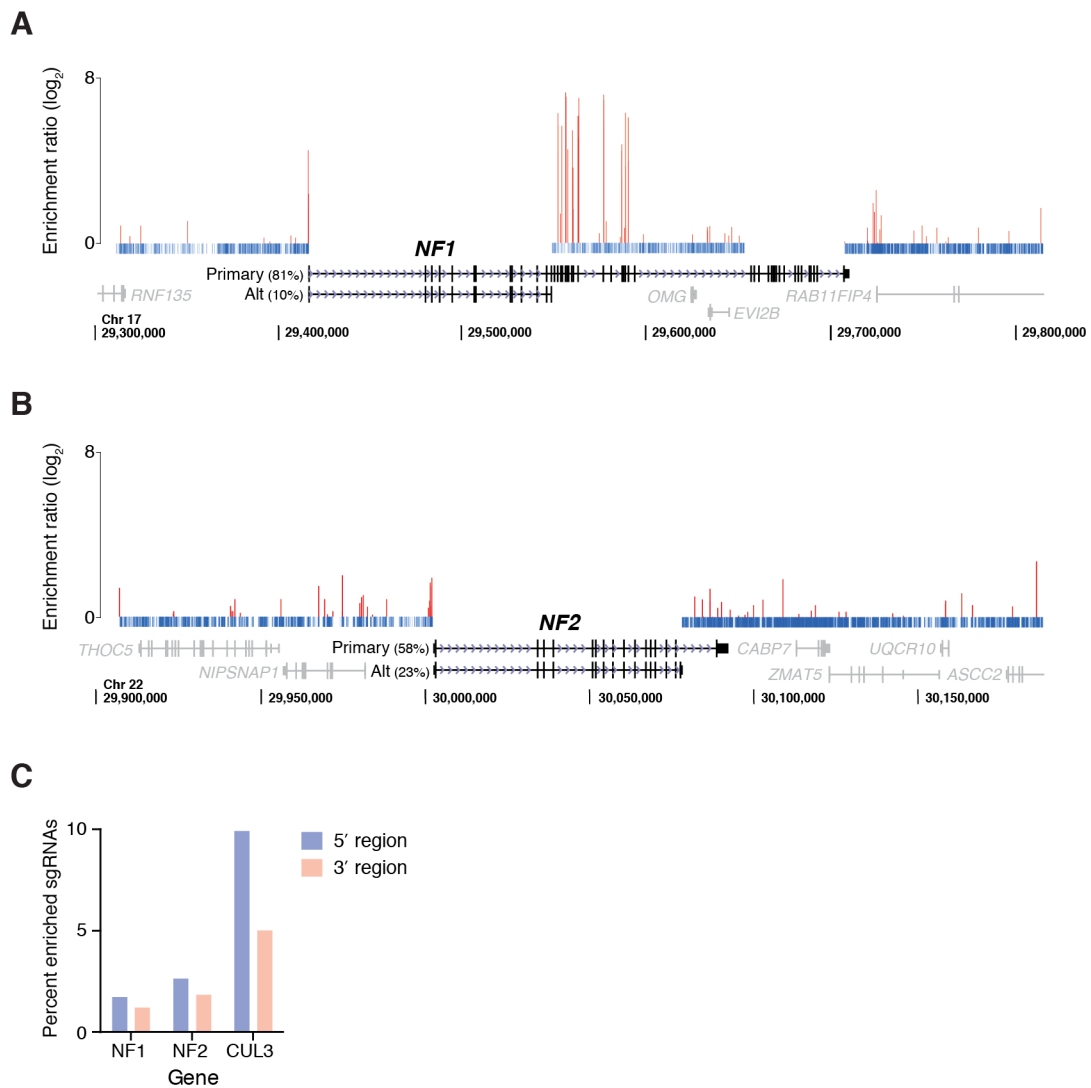 A
Enrichment ratio (log2)
8
0
NF1
Primary (81%)
Alt (10%)
RNF135
OMG
EVI2B
RAB11FIP4
Chr 17
29,300,000
29,400,000
29,500,000
29,600,000
29,700,000
29,800,000
B
Enrichment ratio (log2)
8
0
NF2
THOC5
Primary (58%)
CABP7
UQCR10
NIPSNAP1
Alt (23%)
ZMAT5
ASCC2
Chr 22
29,900,000
29,950,000
30,000,000
30,050,000
30,100,000
30,150,000
C
Percent enriched sgRNAs
10
5
0
5′ region
3′ region
NF1
NF2
CUL3
Gene